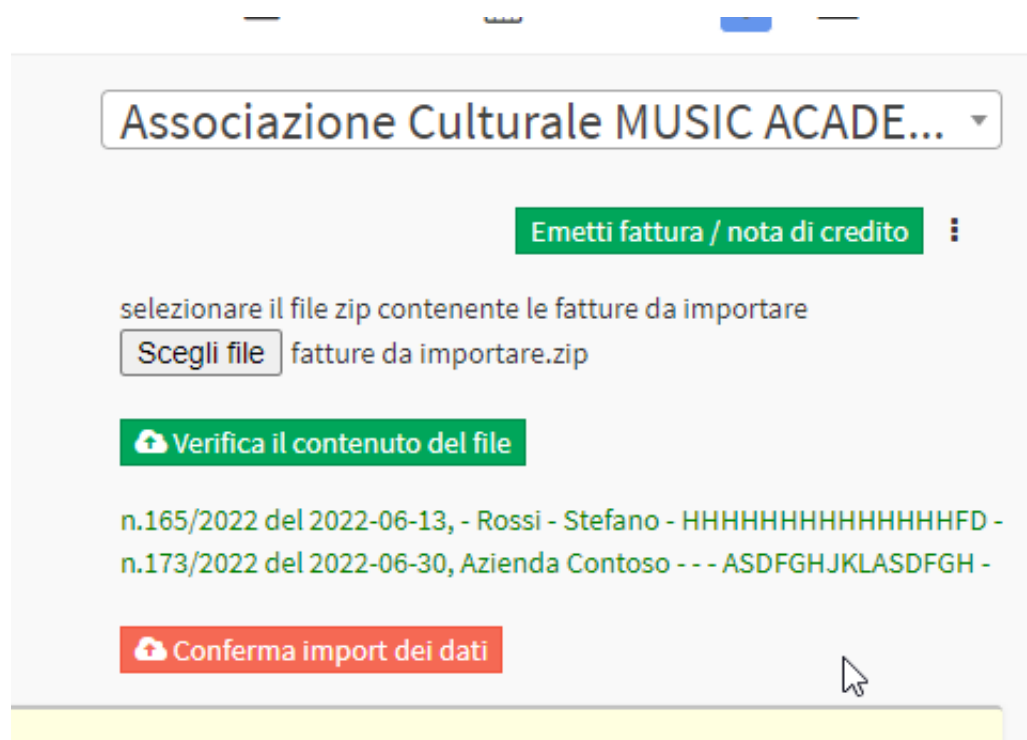 Associazione Culturale MUSIC ACADE...
Emetti fattura / nota di credito
selezionare il file zip contenente le fatture da importare
Scegli file fatture da importare.zip
Verifica il contenuto del file
n.165/2022 del 2022-06-13, - Rossi - Stefano - HHHHHHHHHHHHHHFD -
n.173/2022 del 2022-06-30, Azienda Contoso - - - ASDFGHJKLASDFGH -
Conferma import dei dati